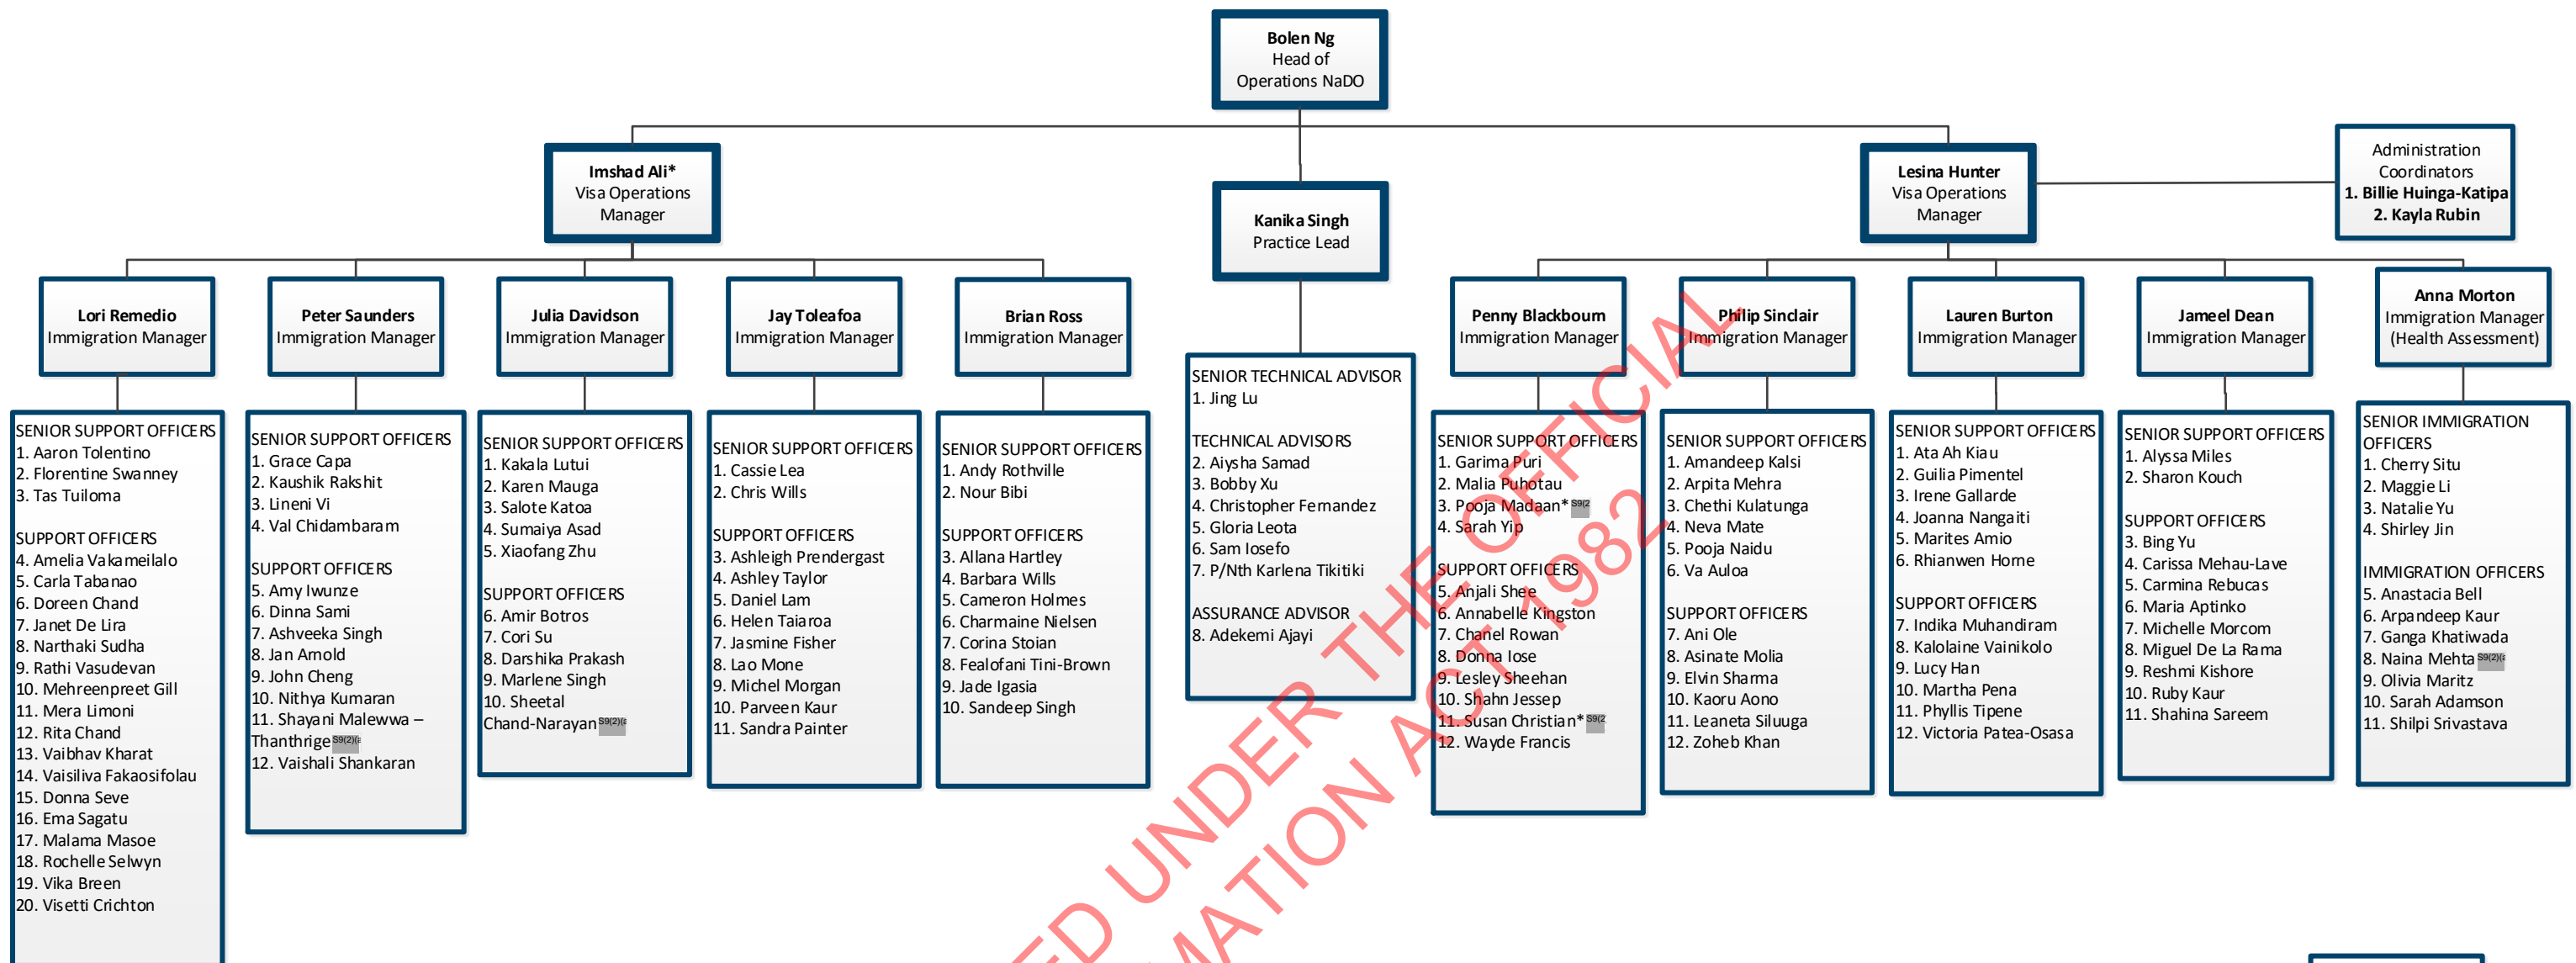 Bolen Ng
Head of
Operations NaDO
Imshad Ali*
Visa Operations
Manager
Kanika Singh
Practice Lead
Lesina Hunter
Visa Operations
Manager
Administration
Coordinators
1. Billie Huinga-Katipa
2. Kayla Rubin
Lori Remedio
Immigration Manager
Peter Saunders
Immigration Manager
Julia Davidson
Immigration Manager
Jay Toleafoa
Immigration Manager
Brian Ross
Immigration Manager
Penny Blackbourn
Immigration Manager
Philip Sinclair
Immigration Manager
Lauren Burton
Immigration Manager
Jameel Dean
Immigration Manager
Anna Morton
Immigration Manager
(Health Assessment)
SENIOR SUPPORT OFFICERS
1. Aaron Tolentino
2. Florentine Swanney
3. Tas Tuiloma
SUPPORT OFFICERS
4. Amelia Vakameilalo
5. Carla Tabanao
6. Doreen Chand
7. Janet De Lira
8. Narthaki Sudha
9. Rathi Vasudevan
10. Mehreenpreet Gill
11. Mera Limoni
12. Rita Chand
13. Vaibhav Kharat
14. Vaisiliva Fakaosifolau
15. Donna Seve
16. Ema Sagatu
17. Malama Masoe
18. Rochelle Selwyn
19. Vika Breen
20. Visetti Crichton
SENIOR SUPPORT OFFICERS
1. Grace Capa
2. Kaushik Rakshit
3. Lineni Vi
4. Val Chidambaram
SUPPORT OFFICERS
5. Amy Iwunze
6. Dinna Sami
7. Ashveeka Singh
8. Jan Arnold
9. John Cheng
10. Nithya Kumaran
11. Shayani Malewwa –
Thanthrige S9(2)(a
12. Vaishali Shankaran
SENIOR SUPPORT OFFICERS
1. Kakala Lutui
2. Karen Mauga
3. Salote Katoa
4. Sumaiya Asad
5. Xiaofang Zhu
SUPPORT OFFICERS
6. Amir Botros
7. Cori Su
8. Darshika Prakash
9. Marlene Singh
10. Sheetal
Chand-Narayan S9(2)(a
SENIOR SUPPORT OFFICERS
1. Cassie Lea
2. Chris Wills
SUPPORT OFFICERS
3. Ashleigh Prendergast
4. Ashley Taylor
5. Daniel Lam
6. Helen Taiaroa
7. Jasmine Fisher
8. Lao Mone
9. Michel Morgan
10. Parveen Kaur
11. Sandra Painter
SENIOR SUPPORT OFFICERS
1. Andy Rothville
2. Nour Bibi
SUPPORT OFFICERS
3. Allana Hartley
4. Barbara Wills
5. Cameron Holmes
6. Charmaine Nielsen
7. Corina Stoian
8. Fealofani Tini-Brown
9. Jade Igasia
10. Sandeep Singh
SENIOR TECHNICAL ADVISOR
1. Jing Lu
TECHNICAL ADVISORS
2. Aiysha Samad
3. Bobby Xu
4. Christopher Fernandez
5. Gloria Leota
6. Sam Iosefo
7. P/Nth Karlena Tikitiki
ASSURANCE ADVISOR
8. Adekemi Ajayi
SENIOR SUPPORT OFFICERS
1. Garima Puri
2. Malia Puhotau
3. Pooja Madaan* S9(2
4. Sarah Yip
SUPPORT OFFICERS
5. Anjali Shee
6. Annabelle Kingston
7. Chanel Rowan
8. Donna Iose
9. Lesley Sheehan
10. Shahn Jessep
11. Susan Christian* S9(2
12. Wayde Francis
SENIOR SUPPORT OFFICERS
1. Amandeep Kalsi
2. Arpita Mehra
3. Chethi Kulatunga
4. Neva Mate
5. Pooja Naidu
6. Va Auloa
SUPPORT OFFICERS
7. Ani Ole
8. Asinate Molia
9. Elvin Sharma
10. Kaoru Aono
11. Leaneta Siluuga
12. Zoheb Khan
SENIOR SUPPORT OFFICERS
1. Ata Ah Kiau
2. Guilia Pimentel
3. Irene Gallarde
4. Joanna Nangaiti
5. Marites Amio
6. Rhianwen Horne
SUPPORT OFFICERS
7. Indika Muhandiram
8. Kalolaine Vainikolo
9. Lucy Han
10. Martha Pena
11. Phyllis Tipene
12. Victoria Patea-Osasa
SENIOR SUPPORT OFFICERS
1. Alyssa Miles
2. Sharon Kouch
SUPPORT OFFICERS
3. Bing Yu
4. Carissa Mehau-Lave
5. Carmina Rebucas
6. Maria Aptinko
7. Michelle Morcom
8. Miguel De La Rama
9. Reshmi Kishore
10. Ruby Kaur
11. Shahina Sareem
SENIOR IMMIGRATION
OFFICERS
1. Cherry Situ
2. Maggie Li
3. Natalie Yu
4. Shirley Jin
IMMIGRATION OFFICERS
5. Anastacia Bell
6. Arpandeep Kaur
7. Ganga Khatiwada
8. Naina Mehta S9(2)(a
9. Olivia Maritz
10. Sarah Adamson
11. Shilpi Srivastava
ED UNDER THE OFFICIAL
MATION ACT 1982